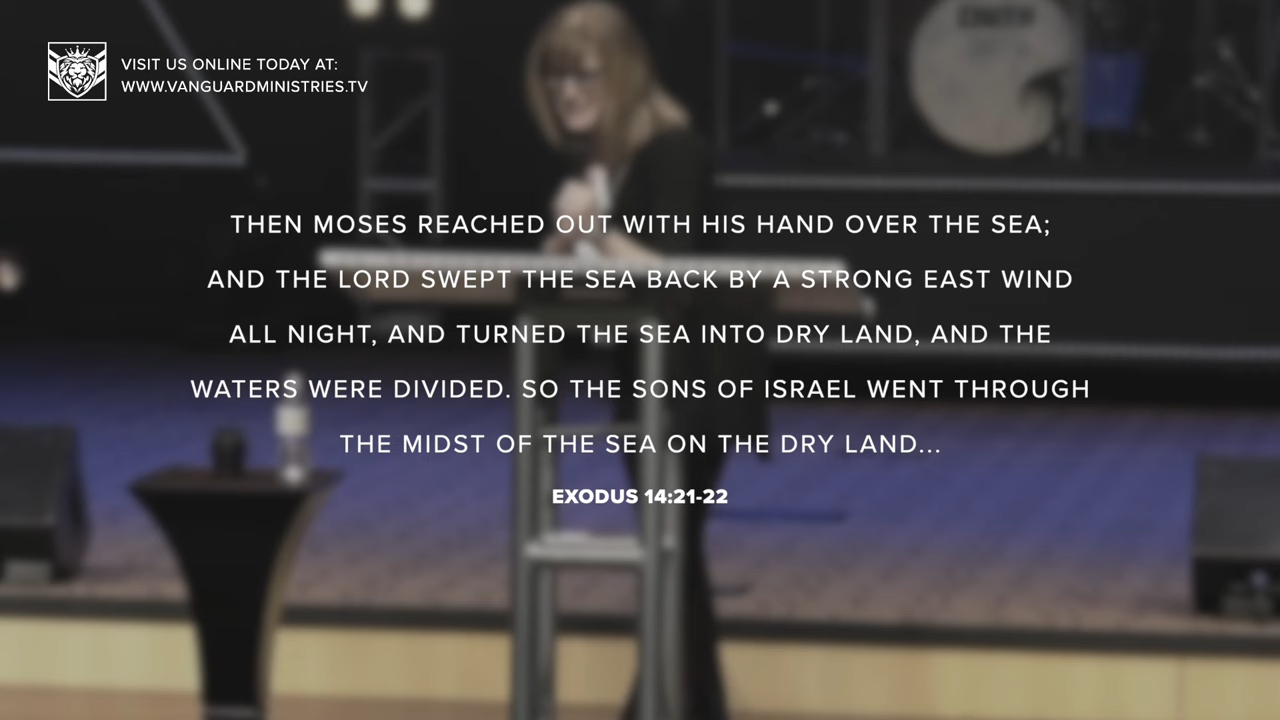 VISIT US ONLINE TODAY AT:
WWW.VANGUARDMINISTRIES.TV
THEN MOSES REACHED OUT WITH HIS HAND OVER THE SEA;
AND THE LORD SWEPT THE SEA BACK BY A STRONG EAST WIND
ALL NIGHT, AND TURNED THE SEA INTO DRY LAND, AND THE
WATERS WERE DIVIDED. SO THE SONS OF ISRAEL WENT THROUGH
THE MIDST OF THE SEA ON THE DRY LAND...
EXODUS 14:21-22